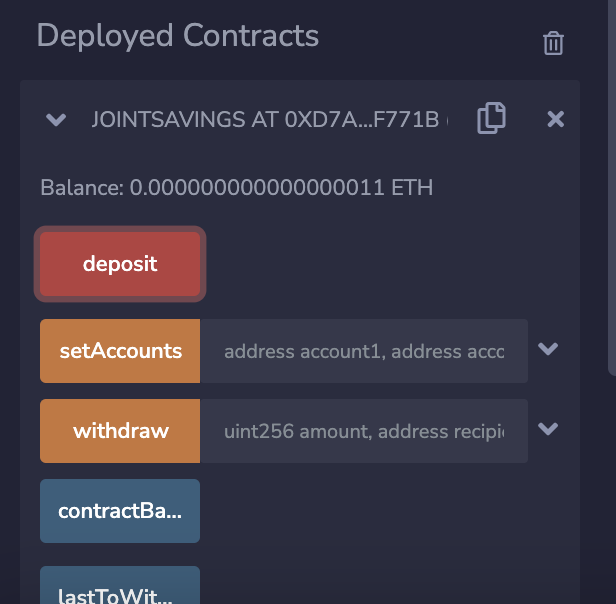 Deployed Contracts
JOINTSAVINGS AT 0XD7A...F771B (
Balance: 0.000000000000000011 ETH
deposit
setAccounts address account1, address acco
withdraw uint256 amount, address recipie
contractBa...
lastToWit...